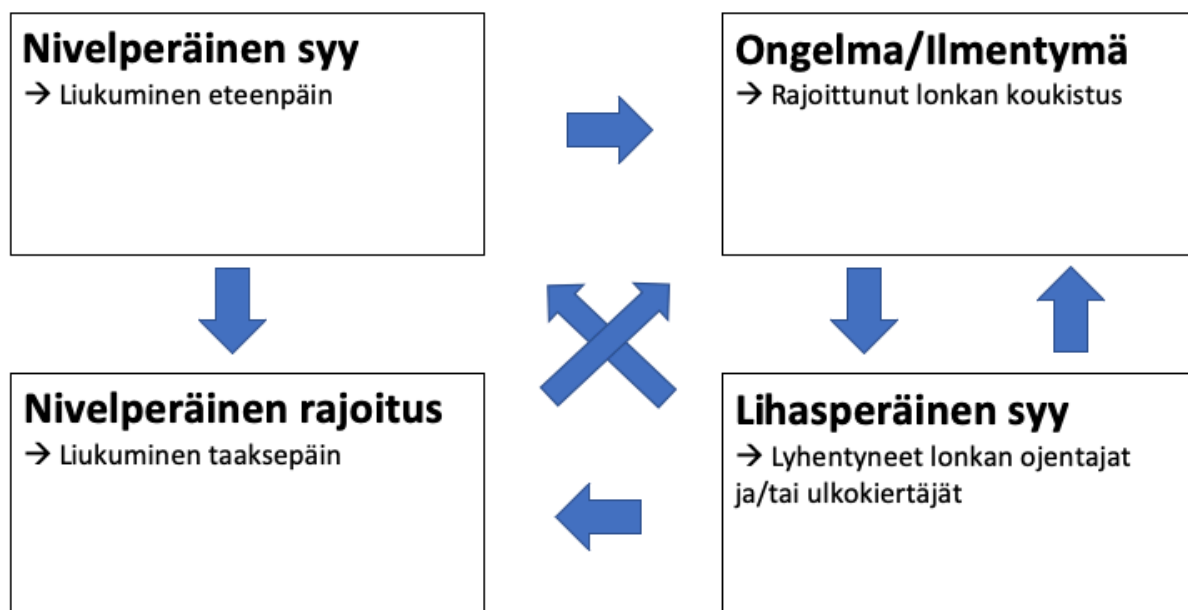 Nivelperäinen syy
→ Liukuminen eteenpäin
Ongelma/Ilmentymä
→ Rajoittunut lonkan koukistus
Nivelperäinen rajoitus
→ Liukuminen taaksepäin
Lihasperäinen syy
→ Lyhentyneet lonkan ojentajat
ja/tai ulkokiertäjät